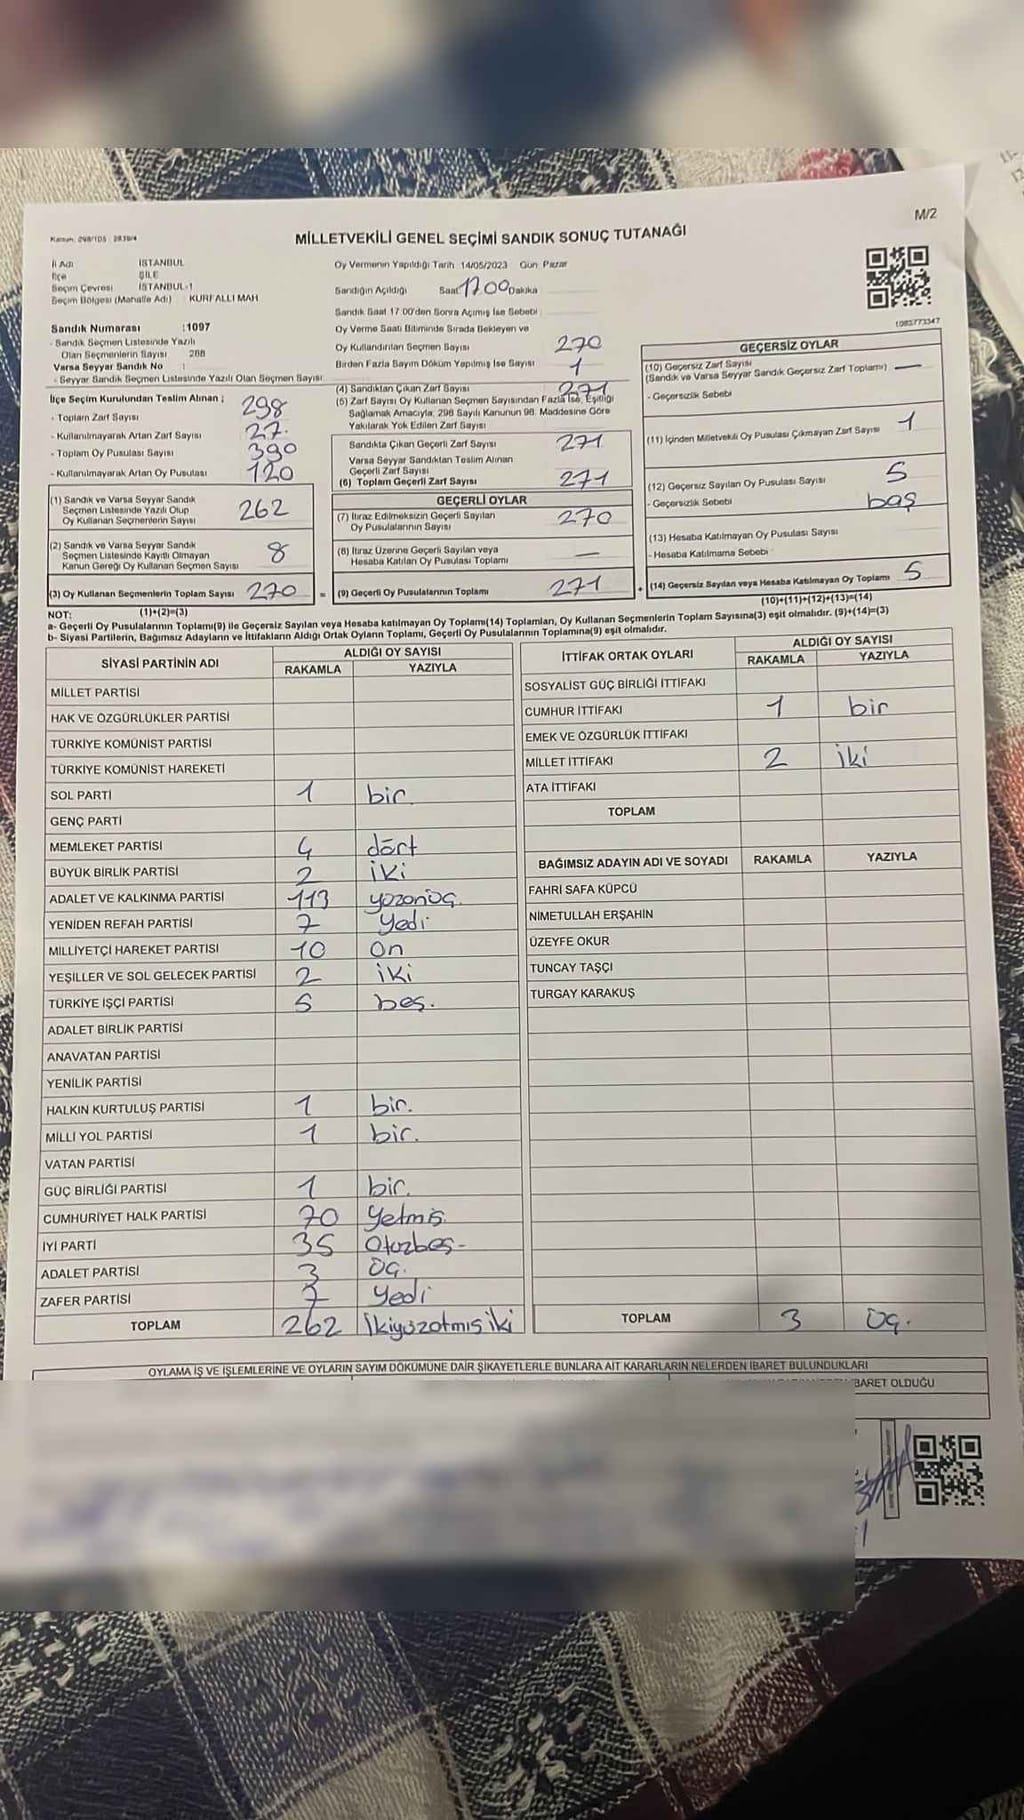 M/2
MİLLETVEKİLİ GENEL SEÇİMİ SANDIK SONUÇ TUTANAĞI
İl Adı İSTANBUL
İlçe ŞİLE
Seçim Çevresi İSTANBUL-1
Seçim Bölgesi (Mahalle Adı) KURFALLI MAH
Sandık Numarası :1097
- Sandık Seçmen Listesinde Yazılı
Olan Seçmenlerin Sayısı 288
Varsa Seyyar Sandık No :
- Seyyar Sandık Seçmen Listesinde Yazılı Olan Seçmen Sayısı:
İlçe Seçim Kurulundan Teslim Alınan ;
- Toplam Zarf Sayısı 298
- Kullanılmayarak Artan Zarf Sayısı 27.
- Toplam Oy Pusulası Sayısı 390
- Kullanılmayarak Artan Oy Pusulası 120
(1) Sandık ve Varsa Seyyar Sandık
Seçmen Listesinde Yazılı Olup
Oy Kullanan Seçmenlerin Sayısı 262
(2) Sandık ve Varsa Seyyar Sandık
Seçmen Listesinde Kayıtlı Olmayan
Kanun Gereği Oy Kullanan Seçmen Sayısı 8
(3) Oy Kullanan Seçmenlerin Toplam Sayısı 270 =
(1)+(2)=(3)
Oy Vermenin Yapıldığı Tarih :14/05/2023 Gün: Pazar
Sandığın Açıldığı Saat 1700 Dakika
Sandık Saat 17:00'den Sonra Açılmış İse Sebebi :
Oy Verme Saati Bitiminde Sırada Bekleyen ve
Oy Kullandırılan Seçmen Sayısı 270
Birden Fazla Sayım Döküm Yapılmış İse Sayısı 1
(4) Sandıktan Çıkan Zarf Sayısı 271
(5) Zarf Sayısı Oy Kullanan Seçmen Sayısından Fazla İse, Eşitliği
Sağlamak Amacıyla, 298 Sayılı Kanunun 98. Maddesine Göre
Yakılarak Yok Edilen Zarf Sayısı
Sandıkta Çıkan Geçerli Zarf Sayısı 271
Varsa Seyyar Sandıktan Teslim Alınan
Geçerli Zarf Sayısı
(6) Toplam Geçerli Zarf Sayısı 271
GEÇERLİ OYLAR
(7) İtiraz Edilmeksizin Geçerli Sayılan
Oy Pusulalarının Sayısı 270
(8) İtiraz Üzerine Geçerli Sayılan veya
Hesaba Katılan Oy Pusulası Toplamı —
(9) Geçerli Oy Pusulalarının Toplamı 271 +
1083773347
GEÇERSİZ OYLAR
(10) Geçersiz Zarf Sayısı
(Sandık ve Varsa Seyyar Sandık Geçersiz Zarf Toplamı) —
- Geçersizlik Sebebi
(11) İçinden Milletvekili Oy Pusulası Çıkmayan Zarf Sayısı 1
(12) Geçersiz Sayılan Oy Pusulası Sayısı 5
- Geçersizlik Sebebi baş
(13) Hesaba Katılmayan Oy Pusulası Sayısı
- Hesaba Katılmama Sebebi
(14) Geçersiz Sayılan veya Hesaba Katılmayan Oy Toplamı 5
(10)+(11)+(12)+(13)=(14)
NOT:
a- Geçerli Oy Pusulalarının Toplamı(9) ile Geçersiz Sayılan veya Hesaba katılmayan Oy Toplamı(14) Toplamları, Oy Kullanan Seçmenlerin Toplam Sayısına(3) eşit olmalıdır. (9)+(14)=(3)
b- Siyasi Partilerin, Bağımsız Adayların ve İttifakların Aldığı Ortak Oyların Toplamı, Geçerli Oy Pusulalarının Toplamına(9) eşit olmalıdır.
SİYASİ PARTİNİN ADI
ALDIĞI OY SAYISI
RAKAMLA YAZIYLA
MİLLET PARTİSİ
HAK VE ÖZGÜRLÜKLER PARTİSİ
TÜRKİYE KOMÜNİST PARTİSİ
TÜRKİYE KOMÜNİST HAREKETİ
SOL PARTİ 1 bir.
GENÇ PARTİ
MEMLEKET PARTİSİ 4 dört
BÜYÜK BİRLİK PARTİSİ 2 iki
ADALET VE KALKINMA PARTİSİ 113 yüzonüç.
YENİDEN REFAH PARTİSİ 7 yedi
MİLLİYETÇİ HAREKET PARTİSİ 10 on
YEŞİLLER VE SOL GELECEK PARTİSİ 2 iki
TÜRKİYE İŞÇİ PARTİSİ 5 beş.
ADALET BİRLİK PARTİSİ
ANAVATAN PARTİSİ
YENİLİK PARTİSİ
HALKIN KURTULUŞ PARTİSİ 1 bir.
MİLLİ YOL PARTİSİ 1 bir.
VATAN PARTİSİ
GÜÇ BİRLİĞİ PARTİSİ 1 bir.
CUMHURİYET HALK PARTİSİ 70 yetmiş.
İYİ PARTİ 35 Otuzbeş-
ADALET PARTİSİ 3 üç.
ZAFER PARTİSİ 7 yedi
TOPLAM 262 İkiyüzatmışiki
İTTİFAK ORTAK OYLARI
ALDIĞI OY SAYISI
RAKAMLA YAZIYLA
SOSYALİST GÜÇ BİRLİĞİ İTTİFAKI
CUMHUR İTTİFAKI 1 bir
EMEK VE ÖZGÜRLÜK İTTİFAKI
MİLLET İTTİFAKI 2 iki
ATA İTTİFAKI
TOPLAM
BAĞIMSIZ ADAYIN ADI VE SOYADI RAKAMLA YAZIYLA
FAHRİ SAFA KÜPCÜ
NİMETULLAH ERŞAHİN
ÜZEYFE OKUR
TUNCAY TAŞÇI
TURGAY KARAKUŞ
TOPLAM 3 üç.
OYLAMA İŞ VE İŞLEMLERİNE VE OYLARIN SAYIM DÖKÜMÜNE DAİR ŞİKAYETLERLE BUNLARA AİT KARARLARIN NELERDEN İBARET BULUNDUKLARI
BARET OLDUĞU